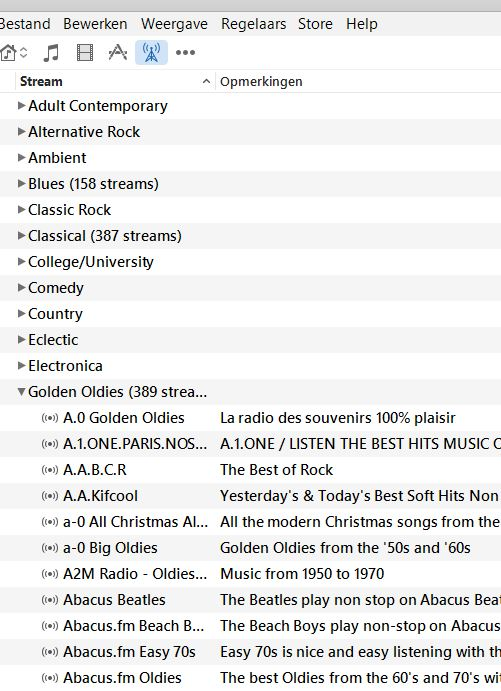 Bestand Bewerken Weergave Regelaars Store Help
Stream Opmerkingen
Adult Contemporary
Alternative Rock
Ambient
Blues (158 streams)
Classic Rock
Classical (387 streams)
College/University
Comedy
Country
Eclectic
Electronica
Golden Oldies (389 strea...
A.0 Golden Oldies La radio des souvenirs 100% plaisir
A.1.ONE.PARIS.NOS... A.1.ONE / LISTEN THE BEST HITS MUSIC O
A.A.B.C.R The Best of Rock
A.A.Kifcool Yesterday's & Today's Best Soft Hits Non
a-0 All Christmas Al... All the modern Christmas songs from the
a-0 Big Oldies Golden Oldies from the '50s and '60s
A2M Radio - Oldies... Music from 1950 to 1970
Abacus Beatles The Beatles play non stop on Abacus Bea
Abacus.fm Beach B... The Beach Boys play non-stop on Abacus
Abacus.fm Easy 70s Easy 70s is nice and easy listening with th
Abacus.fm Oldies The best Oldies from the 60's and 70's wi